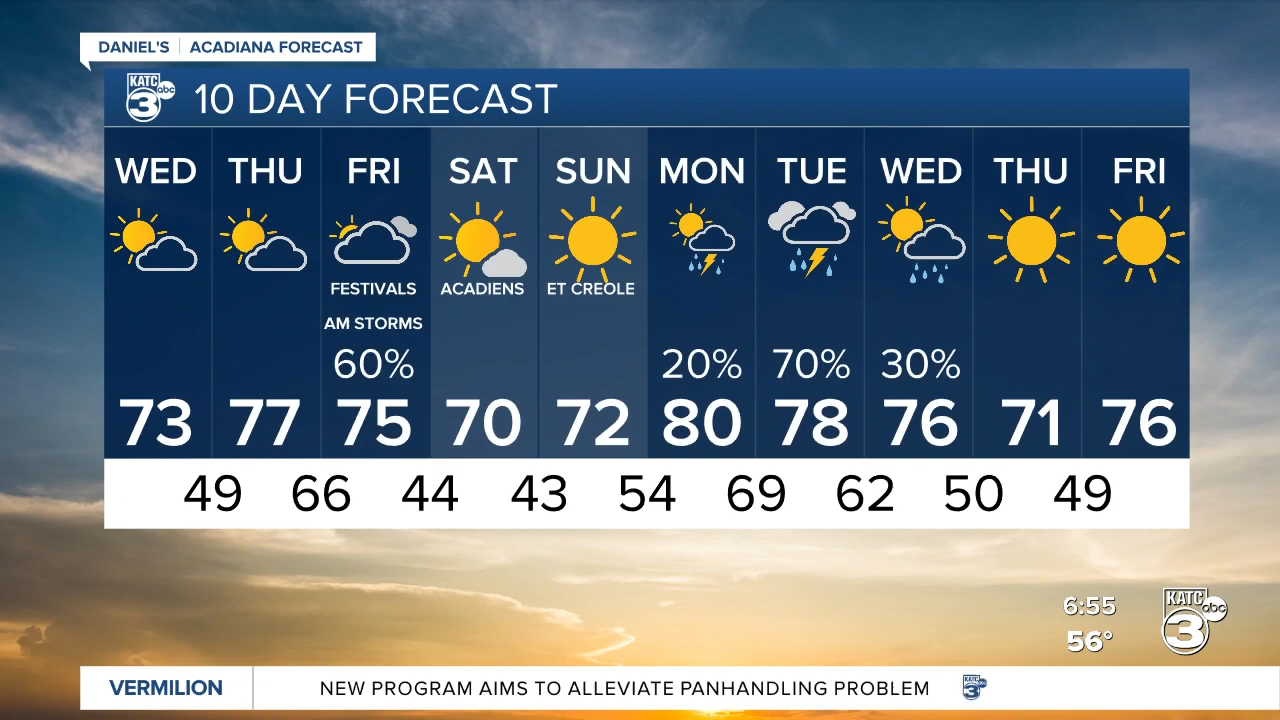 DANIEL'S | ACADIANA FORECAST
KATC abc 3
10 DAY FORECAST
WED THU FRI SAT SUN MON TUE WED THU FRI
FESTIVALS ACADIENS ET CREOLE
AM STORMS
60% 20% 70% 30%
73 77 75 70 72 80 78 76 71 76
49 66 44 43 54 69 62 50 49
6:55
56°
KATC abc 3
VERMILION
NEW PROGRAM AIMS TO ALLEVIATE PANHANDLING PROBLEM
KATC abc 3